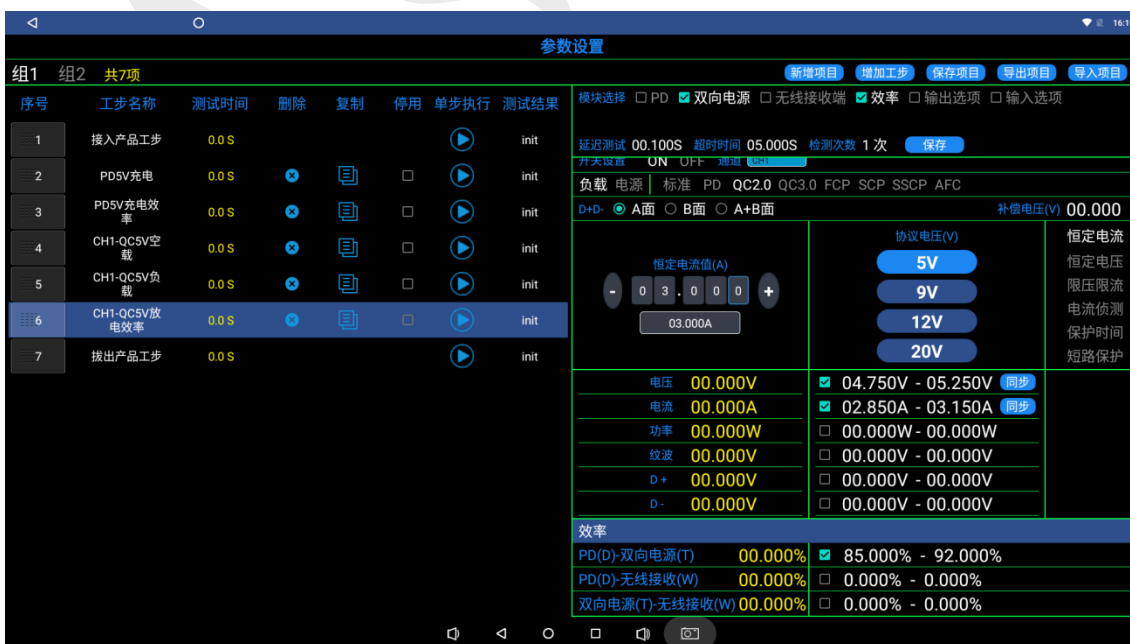 16:1
参数设置
组1 组2 共7项 新增项目 增加工步 保存项目 导出项目 导入项目
序号 工步名称 测试时间 删除 复制 停用 单步执行 测试结果
1 接入产品工步 0.0 S init
2 PD5V充电 0.0 S init
3 PD5V充电效率 0.0 S init
4 CH1-QC5V空载 0.0 S init
5 CH1-QC5V负载 0.0 S init
6 CH1-QC5V放电效率 0.0 S init
7 拔出产品工步 0.0 S init
模块选择 PD 双向电源 无线接收端 效率 输出选项 输入选项
延迟测试 00.100S 超时时间 05.000S 检测次数 1 次 保存
开关设置 ON OFF 通道 CH1
负载 电源 标准 PD QC2.0 QC3.0 FCP SCP SSCP AFC
D+D- A面 B面 A+B面 补偿电压(V) 00.000
恒定电流值(A)
- 0 3 . 0 0 0 +
03.000A
协议电压(V)
5V
9V
12V
20V
恒定电流
恒定电压
限压限流
电流侦测
保护时间
短路保护
电压 00.000V 04.750V - 05.250V 同步
电流 00.000A 02.850A - 03.150A 同步
功率 00.000W 00.000W - 00.000W
纹波 00.000V 00.000V - 00.000V
D + 00.000V 00.000V - 00.000V
D - 00.000V 00.000V - 00.000V
效率
PD(D)-双向电源(T) 00.000% 85.000% - 92.000%
PD(D)-无线接收(W) 00.000% 0.000% - 0.000%
双向电源(T)-无线接收(W) 00.000% 0.000% - 0.000%